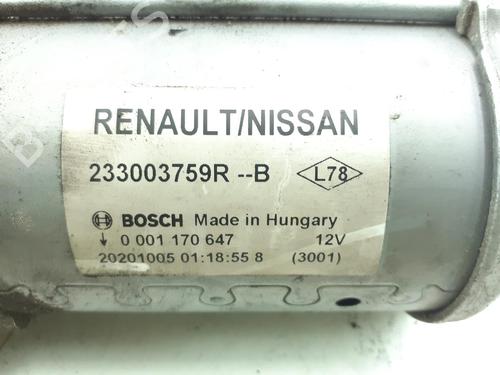 RENAULT/NISSAN
233003759R --B L78
BOSCH Made in Hungary
0 001 170 647 12V
20201005 01:18:55 8 (3001)